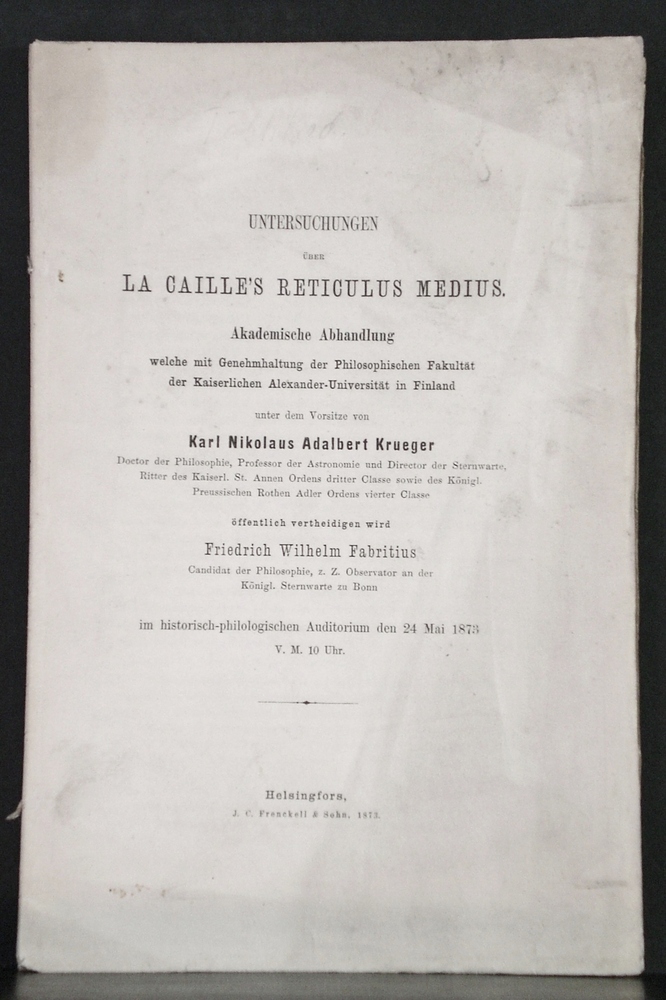 UNTERSUCHUNGEN
ÜBER
LA CAILLE'S RETICULUS MEDIUS.
Akademische Abhandlung
welche mit Genehmhaltung der Philosophischen Fakultät
der Kaiserlichen Alexander-Universität in Finland
unter dem Vorsitze von
Karl Nikolaus Adalbert Krueger
Doctor der Philosophie, Professor der Astronomie und Director der Sternwarte,
Ritter des Kaiserl. St. Annen Ordens dritter Classe sowie des Königl.
Preussischen Rothen Adler Ordens vierter Classe
öffentlich vertheidigen wird
Friedrich Wilhelm Fabritius
Candidat der Philosophie, z. Z. Observator an der
Königl. Sternwarte zu Bonn
im historisch-philologischen Auditorium den 24 Mai 1873
V. M. 10 Uhr.
Helsingfors,
J. C. Frenckell & Sohn, 1873.